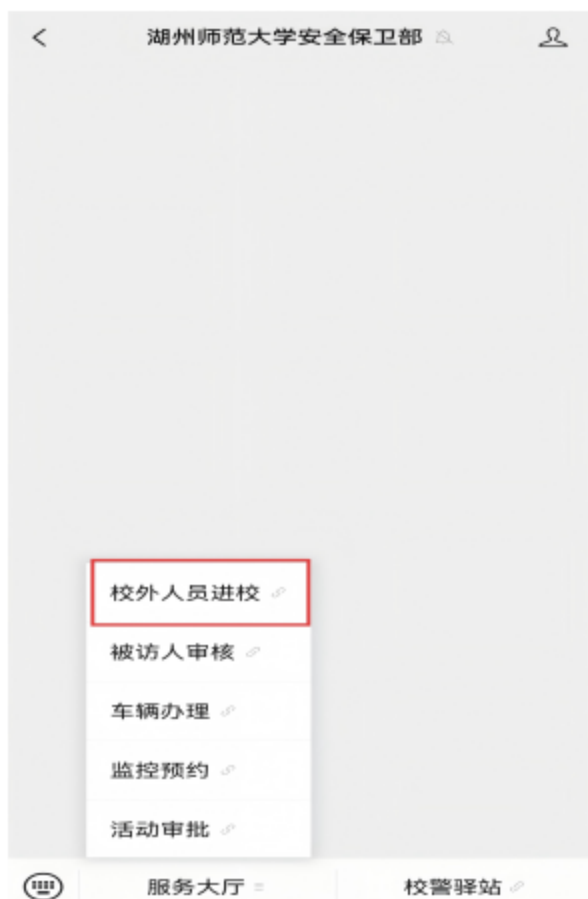 湖州师范大学安全保卫部
校外人员进校
被访人审核
车辆办理
监控预约
活动审批
服务大厅 校警驿站